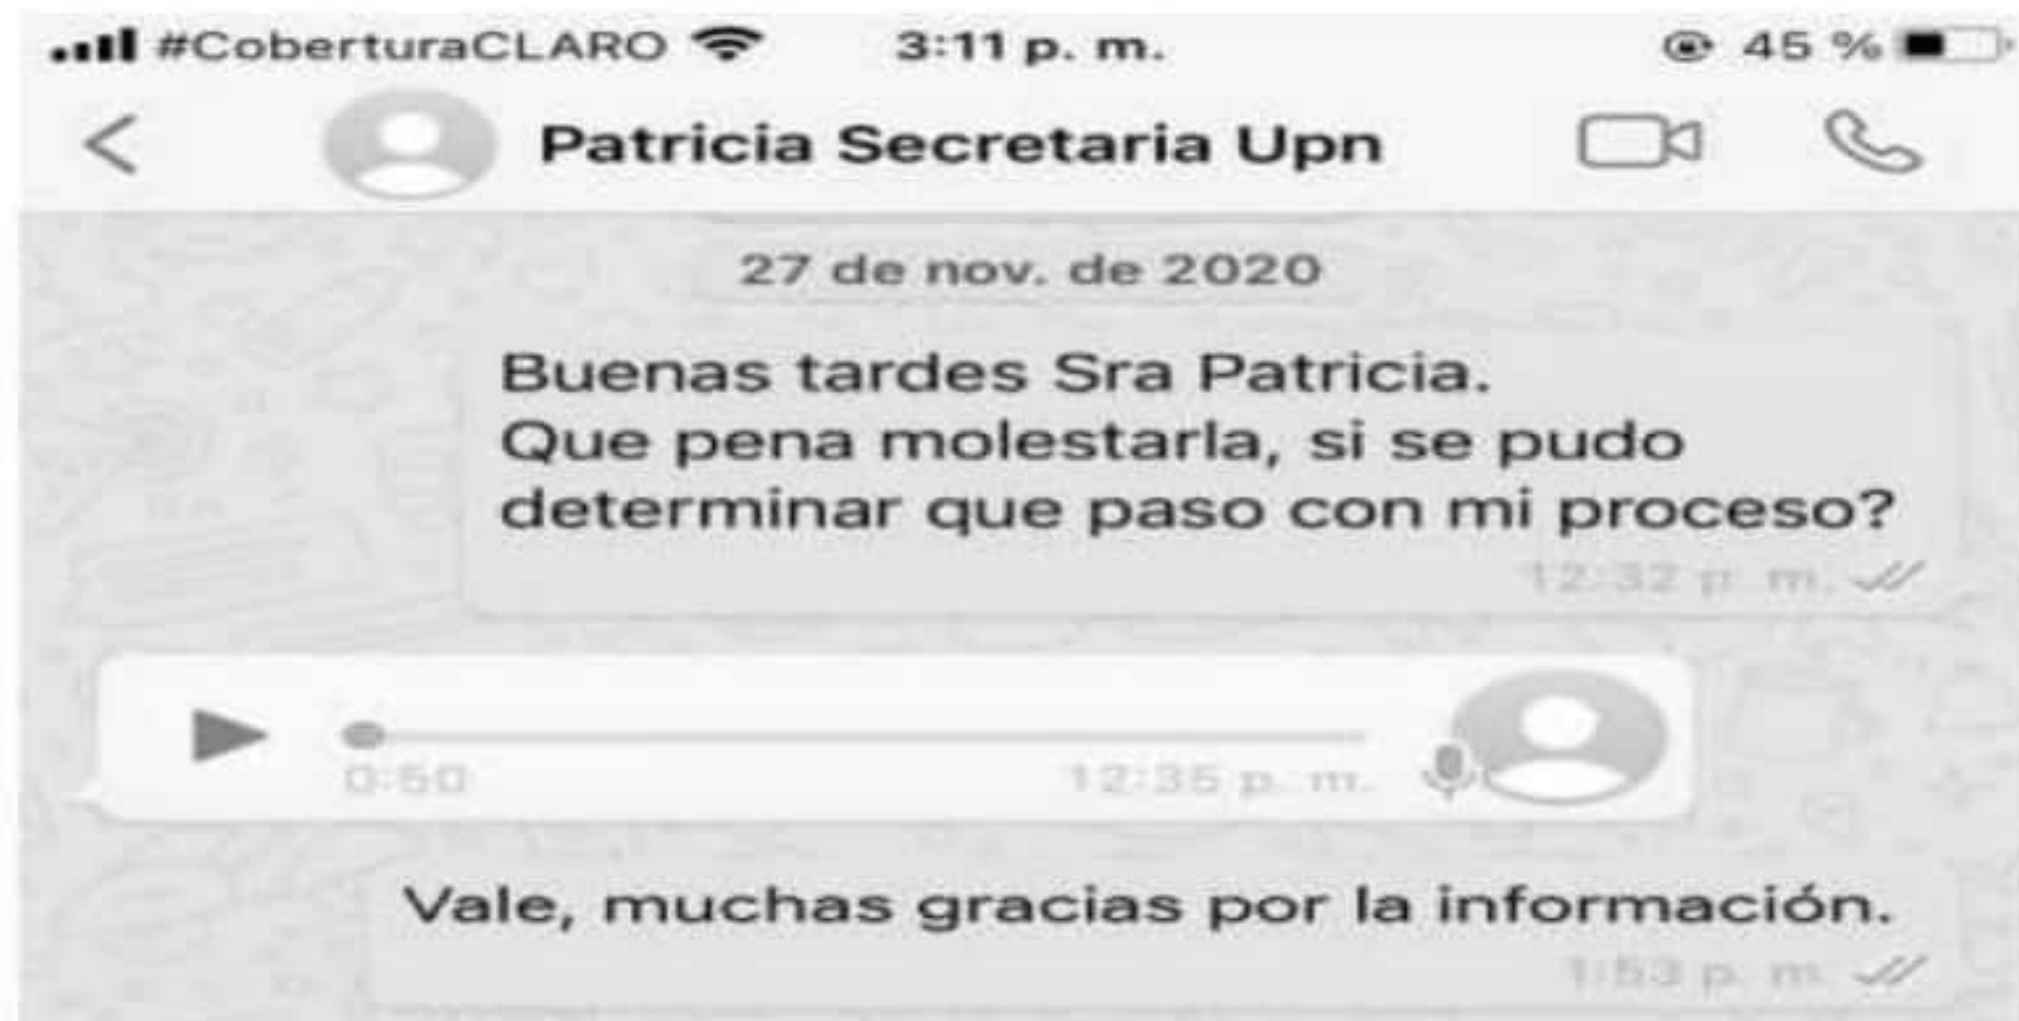 #CoberturaCLARO 3:11 p. m. 45 %
Patricia Secretaria Upn
27 de nov. de 2020
Buenas tardes Sra Patricia.
Que pena molestarla, si se pudo
determinar que paso con mi proceso?
12:32 p. m.
0:50 12:35 p. m.
Vale, muchas gracias por la información.
1:53 p. m.